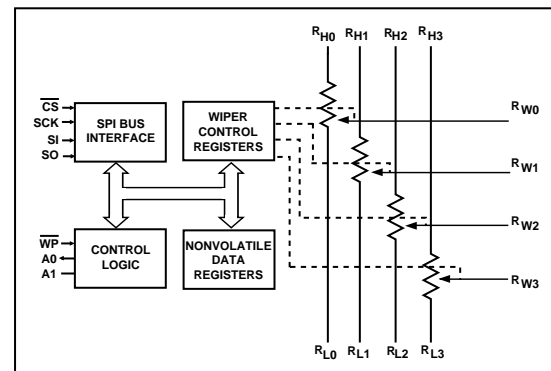 RH0 RH1 RH2 RH3
CS
SCK
SI
SO
SPI BUS
INTERFACE
WIPER
CONTROL
REGISTERS
RW0
RW1
RW2
RW3
WP
A0
A1
CONTROL
LOGIC
NONVOLATILE
DATA
REGISTERS
RL0 RL1 RL2 RL3